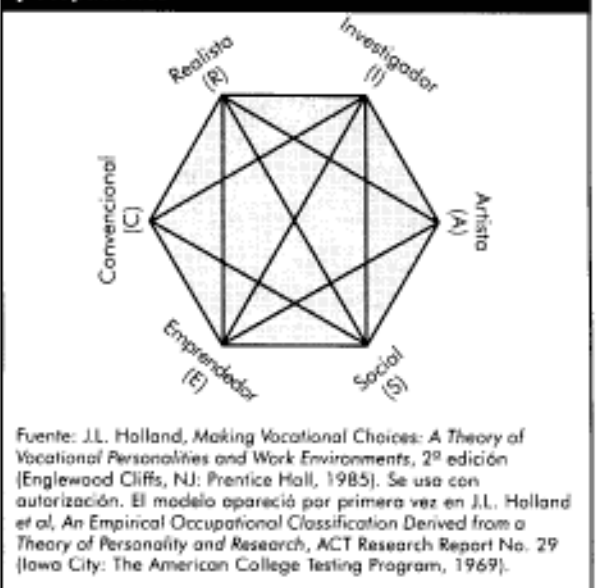 Realista
(R)
Investigador
(I)
Convencional
(C)
Artista
(A)
Emprendedor
(E)
Social
(S)
Fuente: J.L. Holland, Making Vocational Choices: A Theory of
Vocational Personalities and Work Environments, 2ª edición
(Englewood Cliffs, NJ: Prentice Hall, 1985). Se usa con
autorización. El modelo apareció por primera vez en J.L. Holland
et al, An Empirical Occupational Classification Derived from a
Theory of Personality and Research, ACT Research Report No. 29
(Iowa City: The American College Testing Program, 1969).